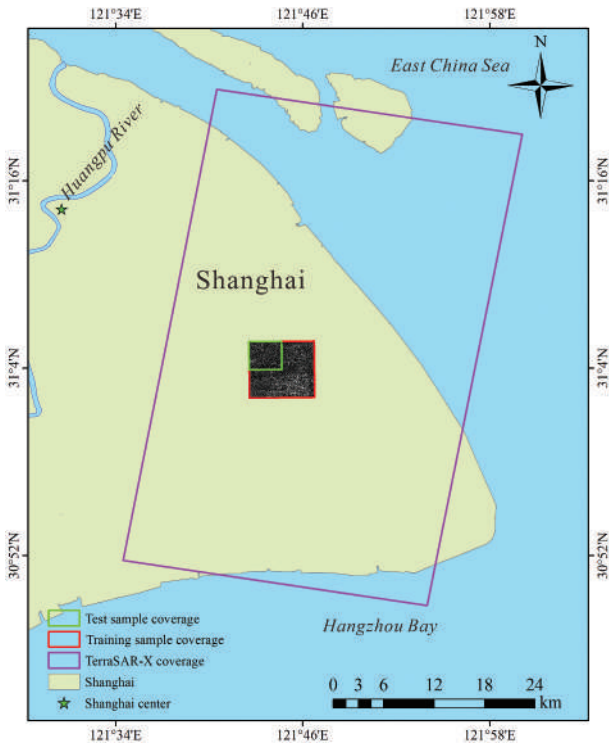 121°34'E 121°46'E 121°58'E
East China Sea
N
Huangpu River
31°16'N 31°16'N
Shanghai
31°4'N 31°4'N
30°52'N 30°52'N
Test sample coverage
Training sample coverage
Hangzhou Bay
TerraSAR-X coverage
Shanghai
0 3 6 12 18 24
Shanghai center
km
121°34'E 121°46'E 121°58'E